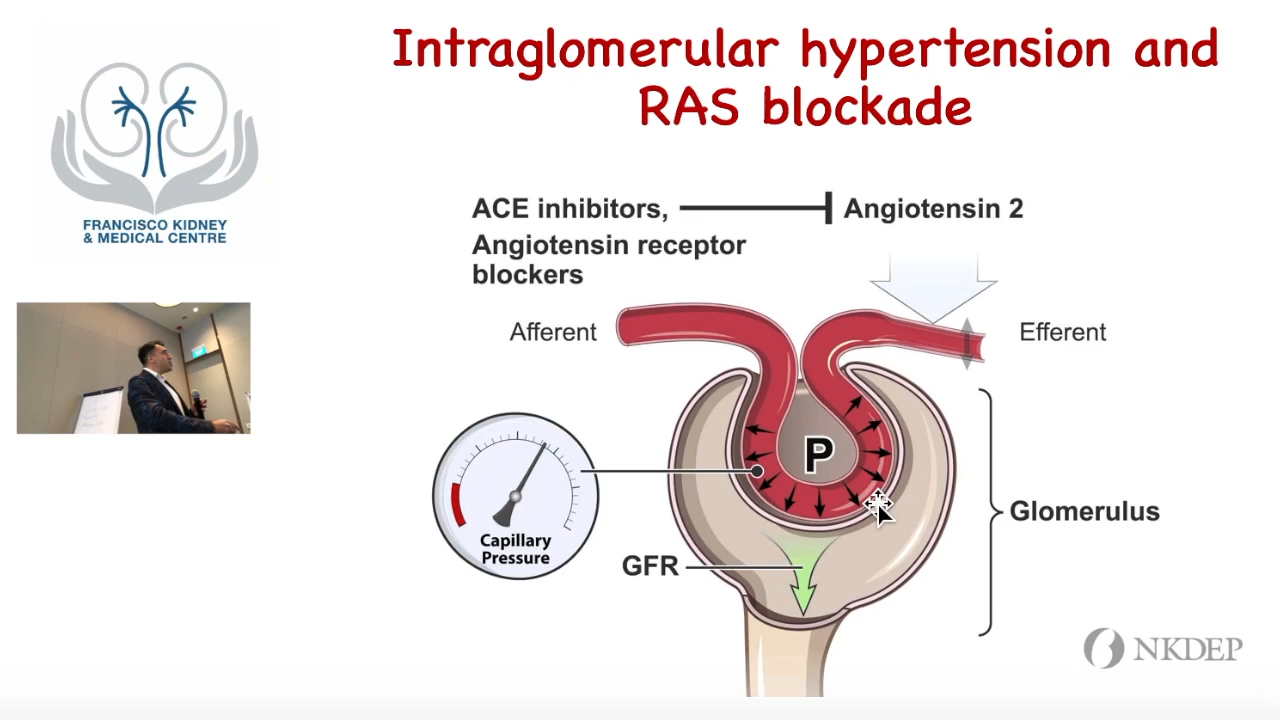 Intraglomerular hypertension and
RAS blockade
FRANCISCO KIDNEY
& MEDICAL CENTRE
ACE inhibitors,
Angiotensin receptor
blockers
Angiotensin 2
Afferent
Efferent
P
Capillary
Pressure
GFR
Glomerulus
NKDEP